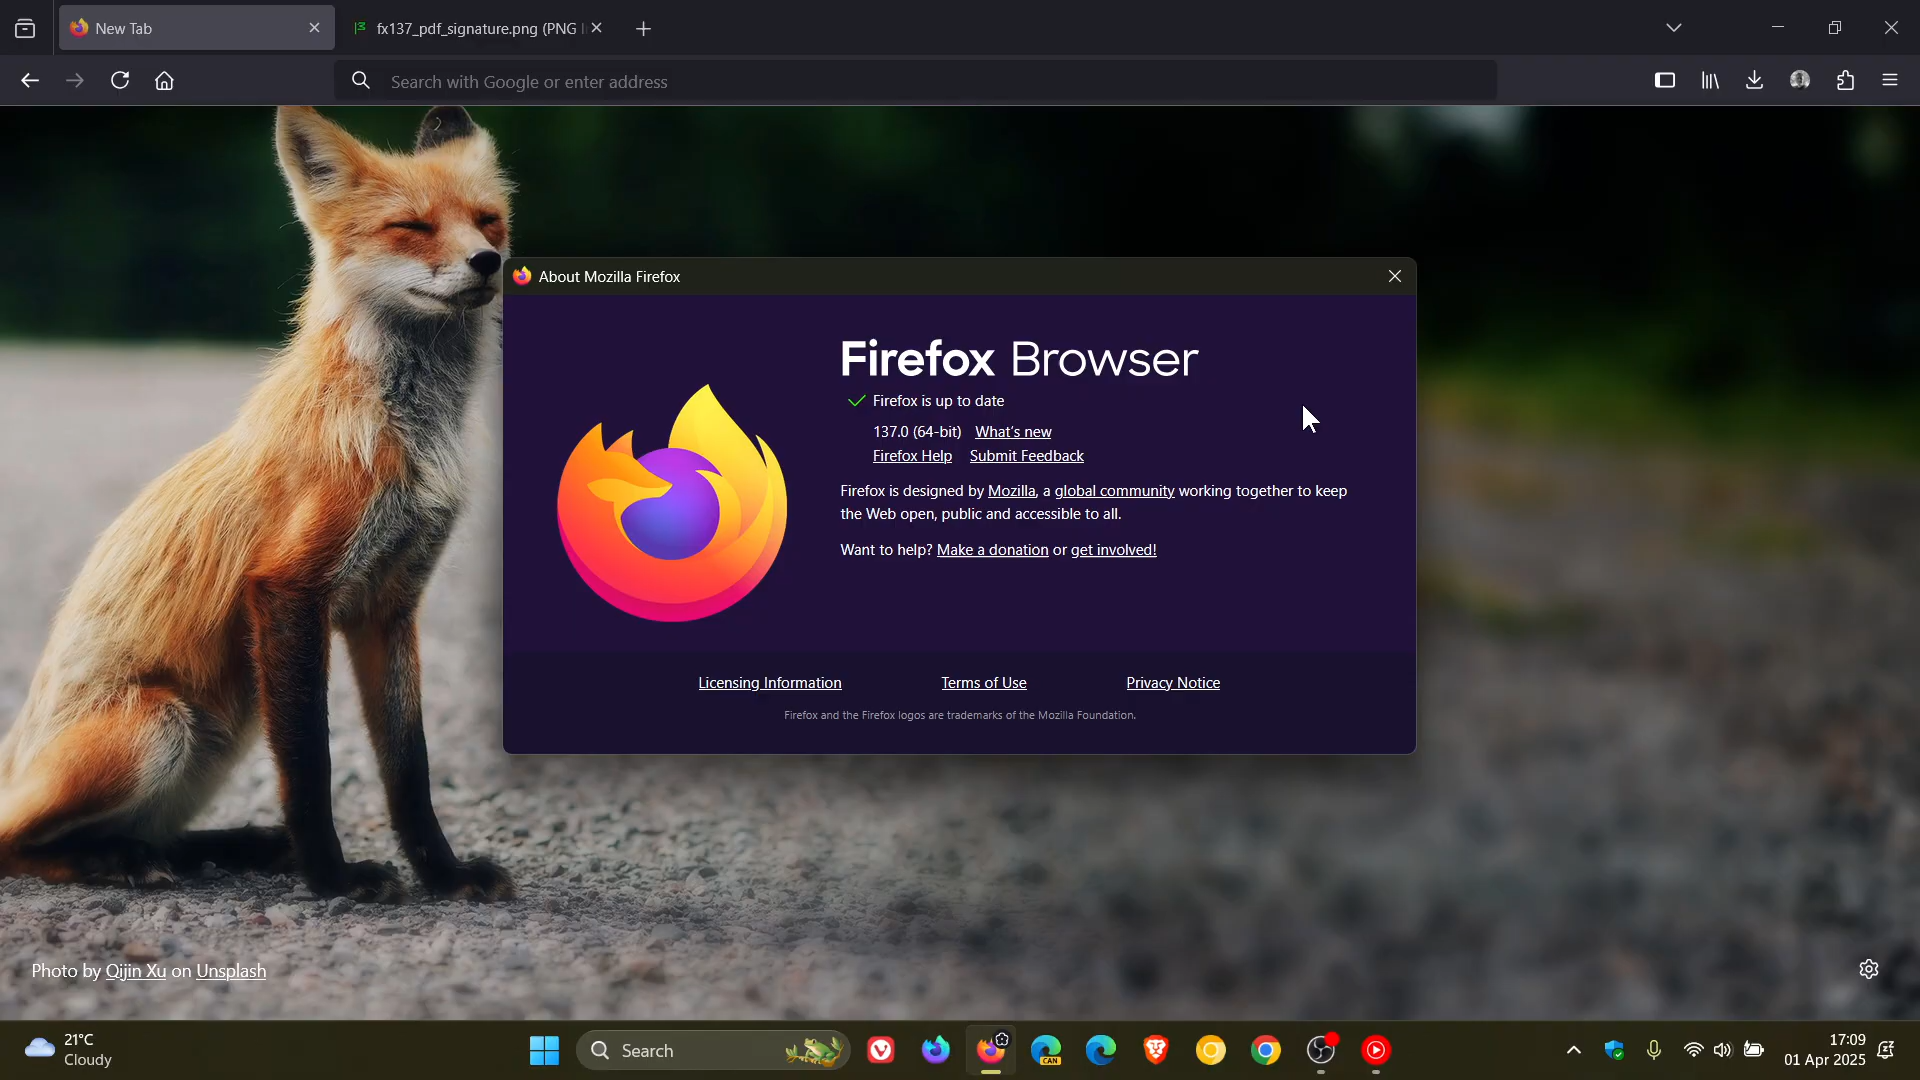 New Tab
fx137_pdf_signature.png (PNG I
Search with Google or enter address
About Mozilla Firefox
Firefox Browser
Firefox is up to date
137.0 (64-bit) What's new
Firefox Help Submit Feedback
Firefox is designed by Mozilla, a global community working together to keep
the Web open, public and accessible to all.
Want to help? Make a donation or get involved!
Licensing Information Terms of Use Privacy Notice
Firefox and the Firefox logos are trademarks of the Mozilla Foundation.
Photo by Qijin Xu on Unsplash
21°C
Cloudy
Search
CAN
17:09
01 Apr 2025